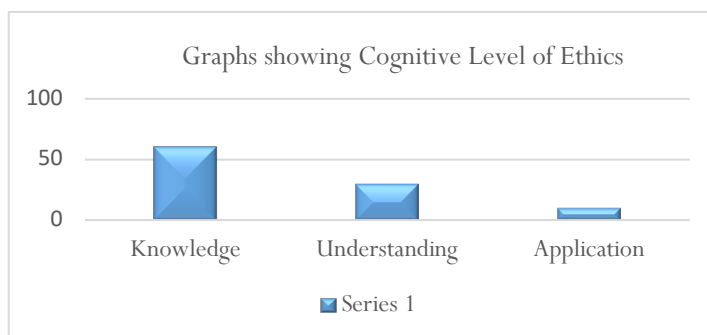 Graphs showing Cognitive Level of Ethics
100
50
0
Knowledge Understanding Application
Series 1